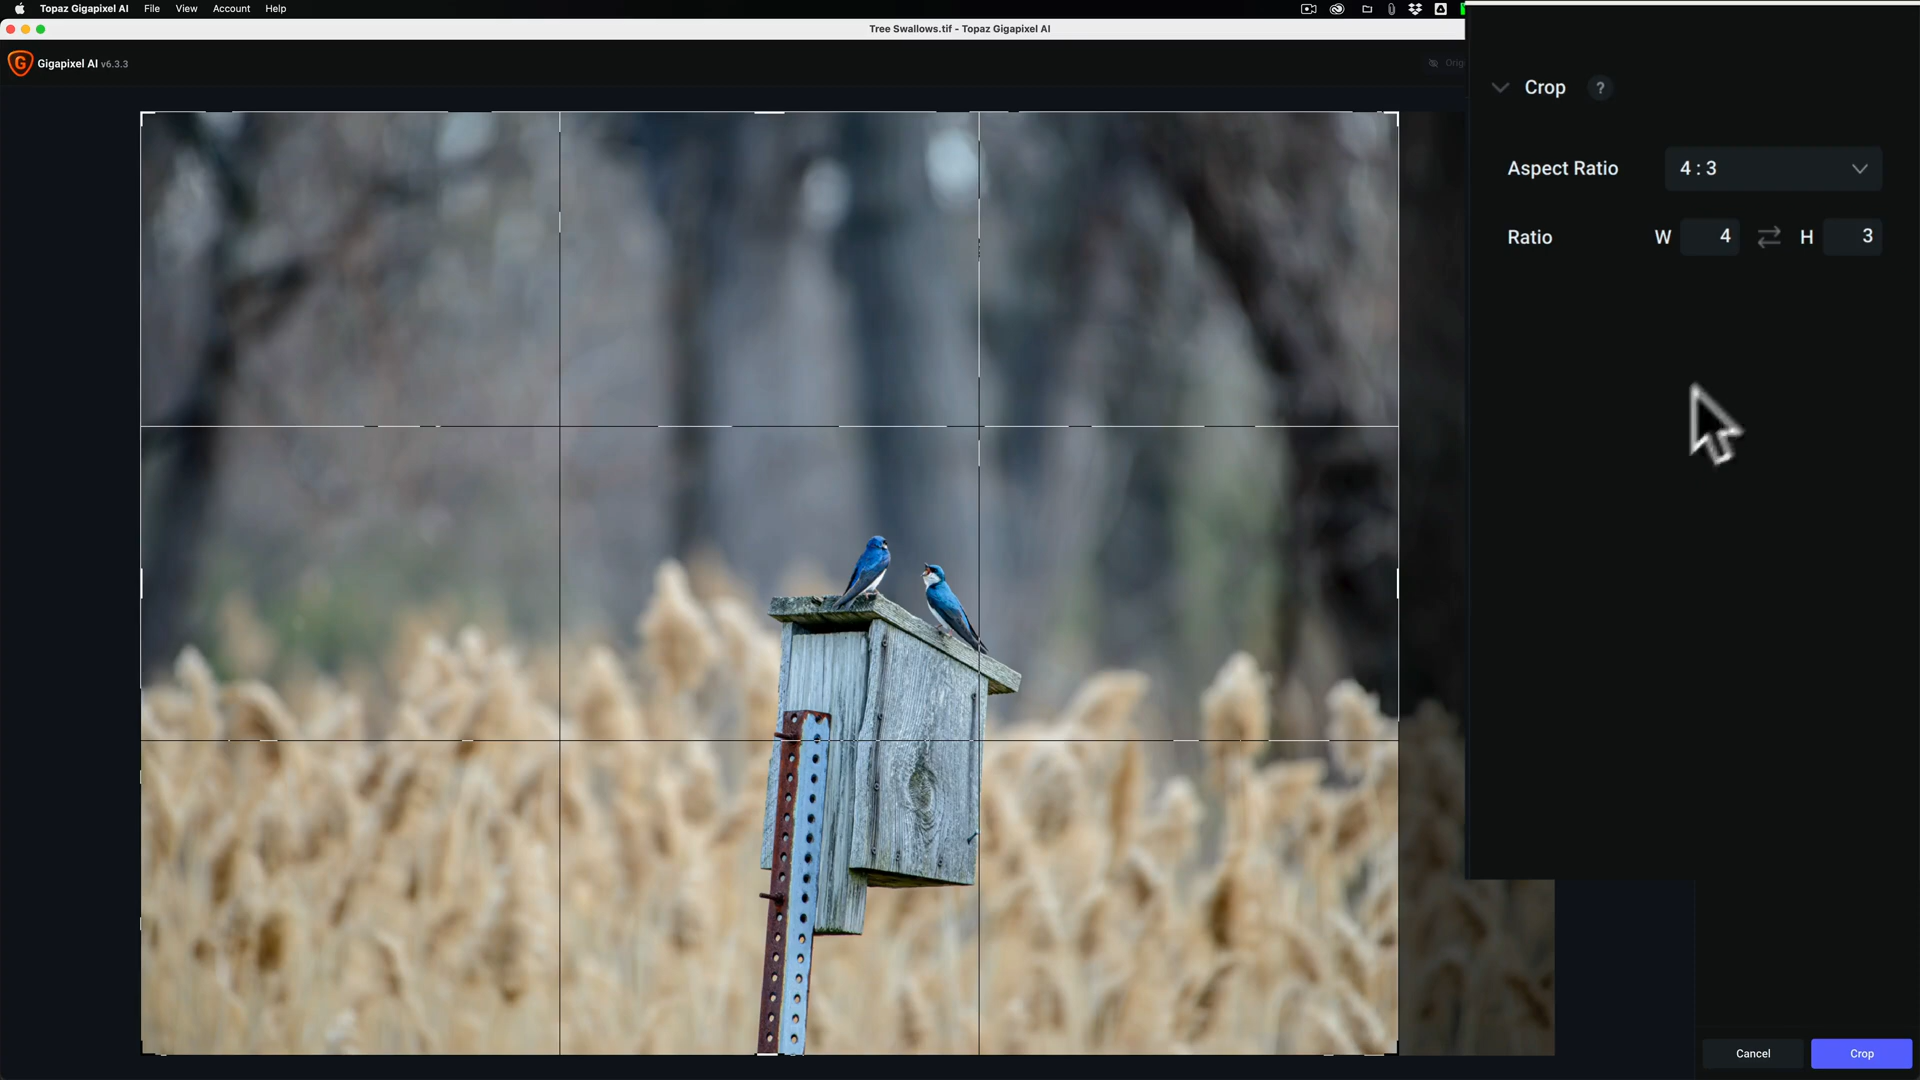 Topaz Gigapixel AI File View Account Help
Tree Swallows.tif - Topaz Gigapixel AI
G Gigapixel AI v6.3.3
Crop ?
Aspect Ratio 4 : 3
Ratio W 4 H 3
Cancel Crop